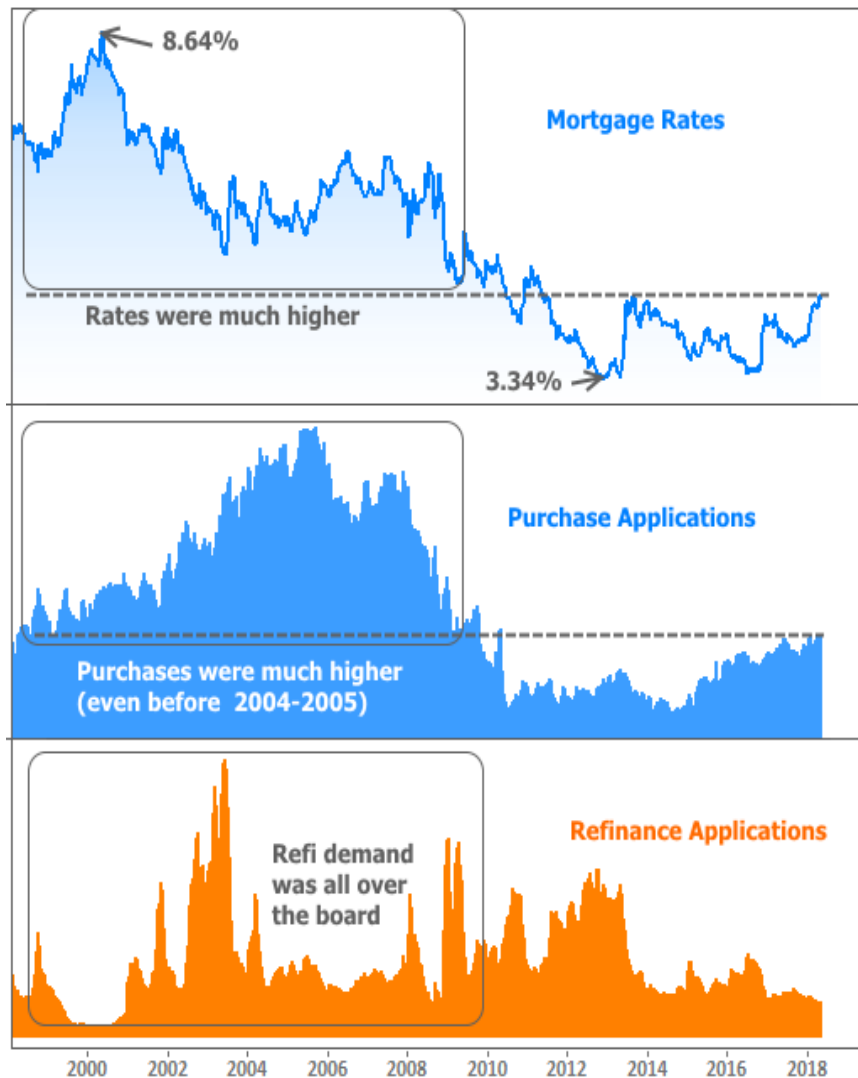 8.64%
Mortgage Rates
Rates were much higher
3.34%
Purchase Applications
Purchases were much higher
(even before 2004-2005)
Refinance Applications
Refi demand
was all over
the board
2000 2002 2004 2006 2008 2010 2012 2014 2016 2018